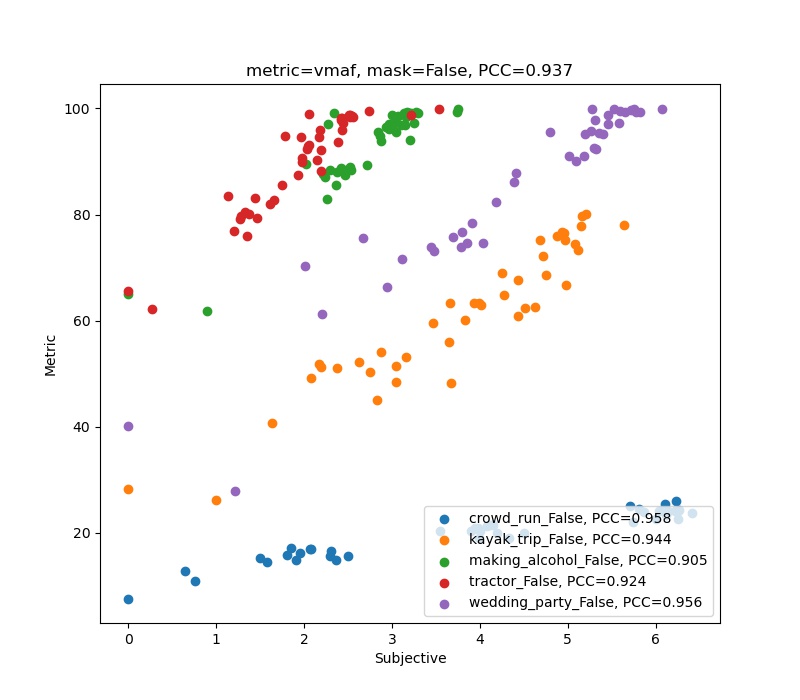 metric=vmaf, mask=False, PCC=0.937
100
80
60
40
20
Metric
crowd_run_False, PCC=0.958
kayak_trip_False, PCC=0.944
making_alcohol_False, PCC=0.905
tractor_False, PCC=0.924
wedding_party_False, PCC=0.956
0 1 2 3 4 5 6
Subjective